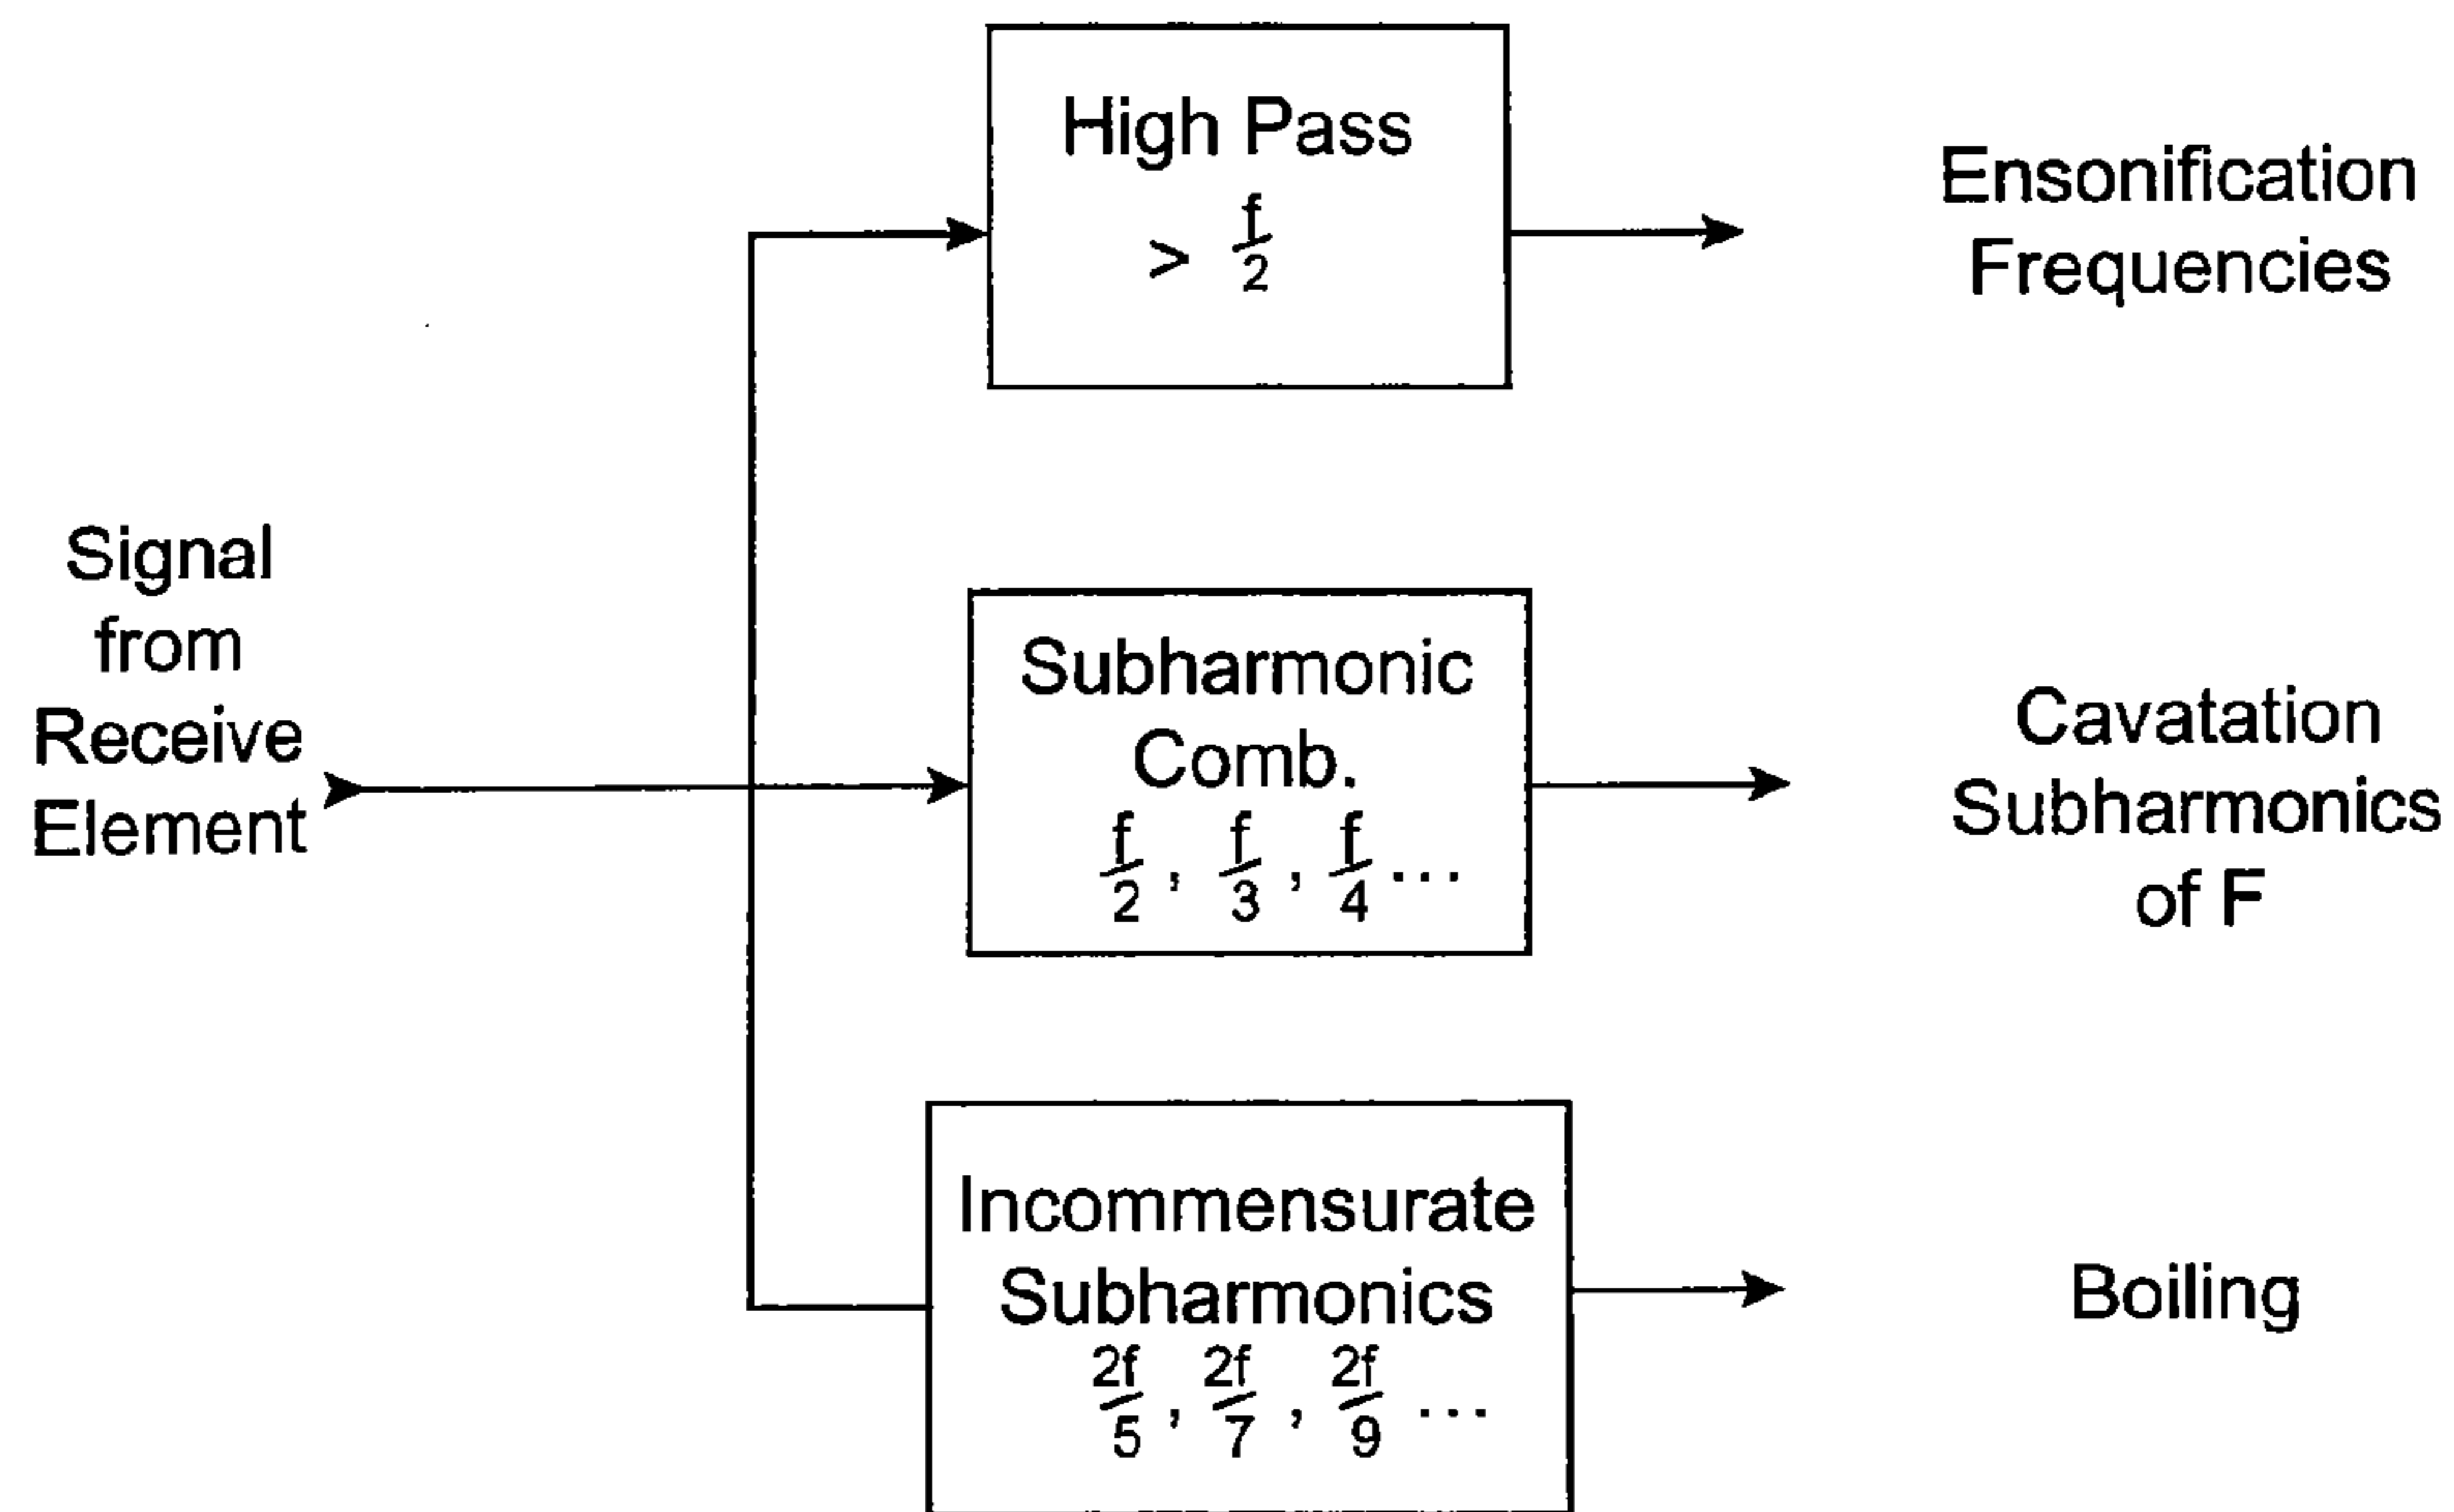 High Pass
> f/2
Ensonification
Frequencies
Signal
from
Receive
Element
Subharmonic
Comb.
f/2, f/3, f/4 ...
Cavatation
Subharmonics
of F
Incommensurate
Subharmonics
2f/5, 2f/7, 2f/9 ...
Boiling